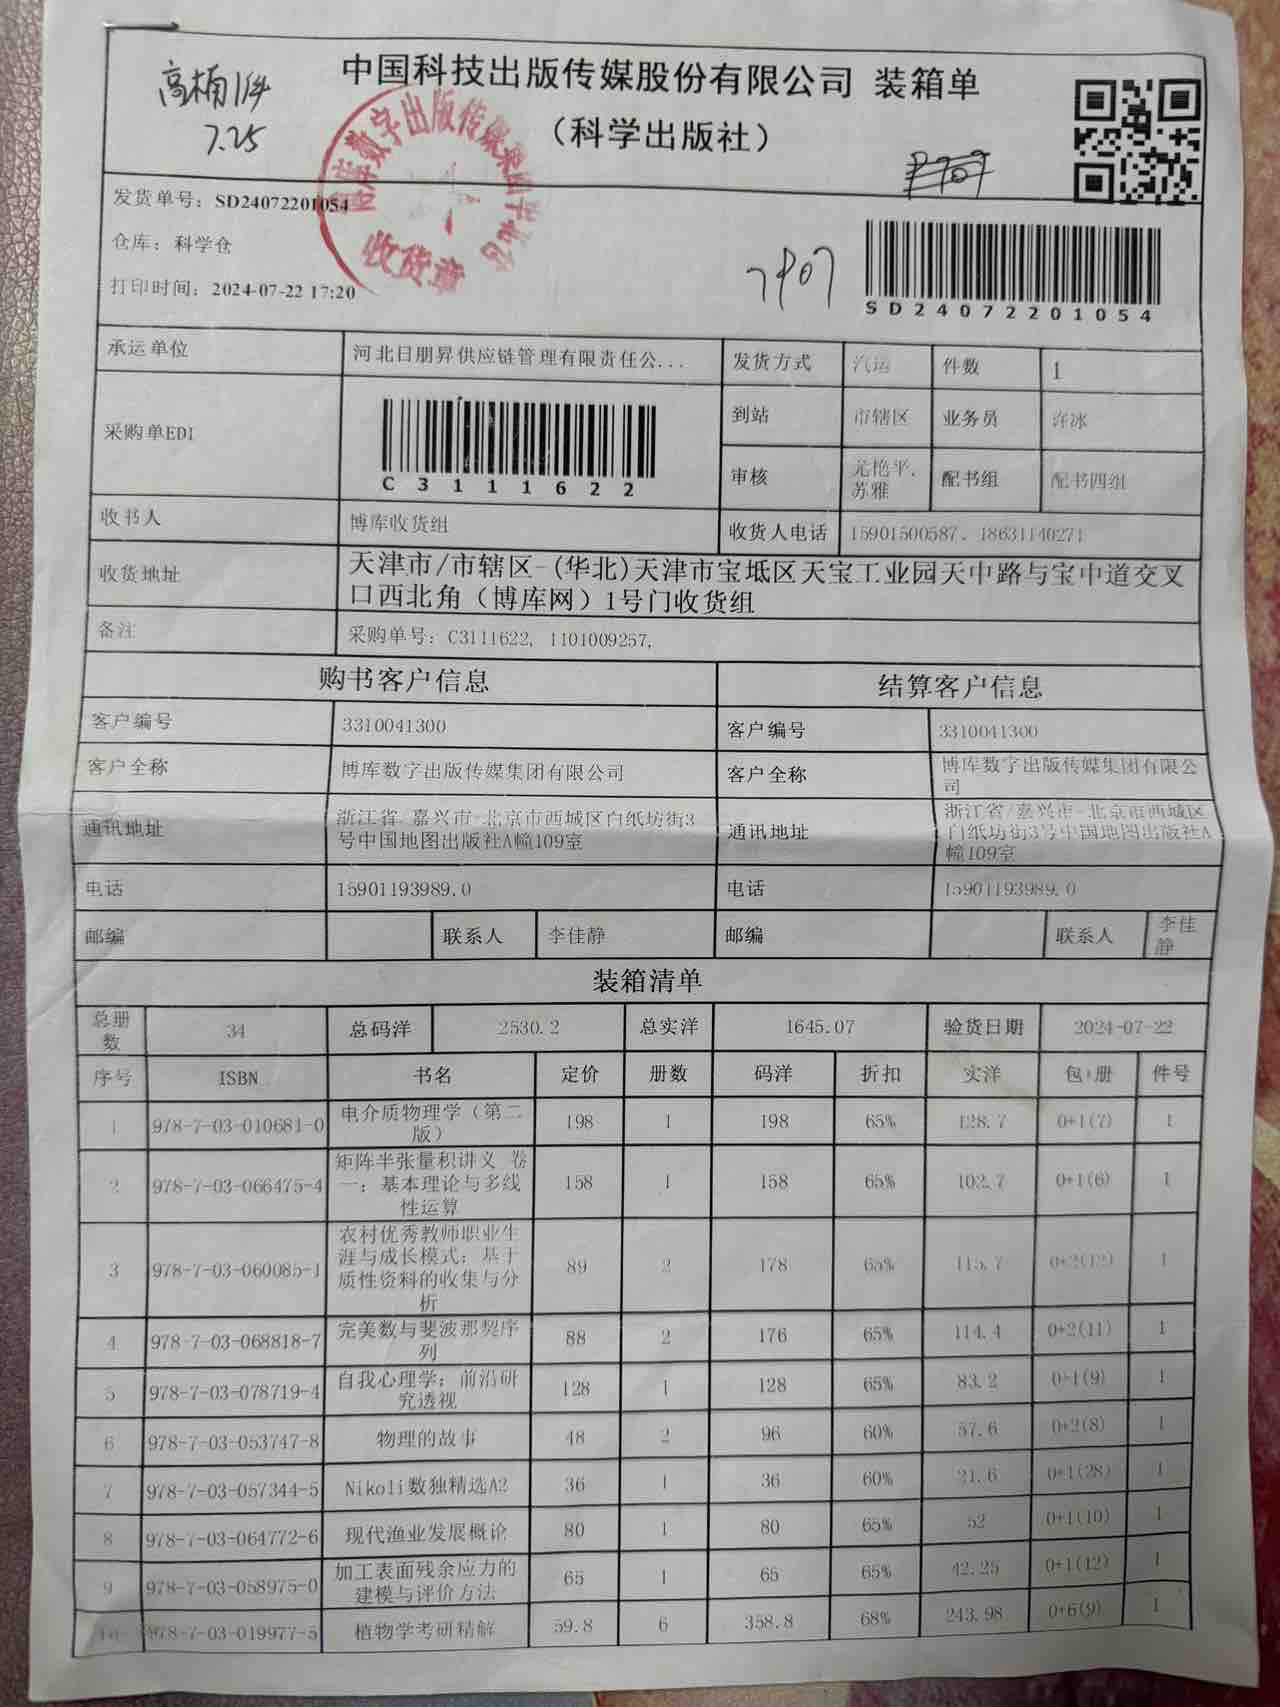 中国科技出版传媒股份有限公司 装箱单
（科学出版社）
高桶1件
7.25
博库数字出版传媒集团
收货章
7907
发货单号：SD24072201054
仓库：科学仓
打印时间：2024-07-22 17:20
SD24072201054
承运单位 河北日朋昇供应链管理有限责任公... 发货方式 汽运 件数 1
采购单EDI C3111622 到站 市辖区 业务员 许冰
审核 元艳平, 苏雅 配书组 配书四组
收书人 博库收货组 收货人电话 15901500587、18631140271
收货地址 天津市/市辖区-(华北)天津市宝坻区天宝工业园天中路与宝中道交叉
口西北角（博库网）1号门收货组
备注 采购单号：C3111622, 1101009257,
购书客户信息 结算客户信息
客户编号 3310041300 客户编号 3310041300
客户全称 博库数字出版传媒集团有限公司 客户全称 博库数字出版传媒集团有限公司
通讯地址 浙江省/嘉兴市-北京市西城区白纸坊街3号中国地图出版社A幢109室 通讯地址 浙江省/嘉兴市-北京市西城区白纸坊街3号中国地图出版社A幢109室
电话 15901193989.0 电话 15901193989.0
邮编 联系人 李佳静 邮编 联系人 李佳静
装箱清单
总册数 34 总码洋 2530.2 总实洋 1645.07 验货日期 2024-07-22
序号 ISBN 书名 定价 册数 码洋 折扣 实洋 包+册 件号
1 978-7-03-010681-0 电介质物理学（第二版） 198 1 198 65% 128.7 0+1(7) 1
2 978-7-03-066475-4 矩阵半张量积讲义 卷一：基本理论与多线性运算 158 1 158 65% 102.7 0+1(6) 1
3 978-7-03-060085-1 农村优秀教师职业生涯与成长模式：基于质性资料的收集与分析 89 2 178 65% 115.7 0+2(12) 1
4 978-7-03-068818-7 完美数与斐波那契序列 88 2 176 65% 114.4 0+2(11) 1
5 978-7-03-078719-4 自我心理学：前沿研究透视 128 1 128 65% 83.2 0+1(9) 1
6 978-7-03-053747-8 物理的故事 48 2 96 60% 57.6 0+2(8) 1
7 978-7-03-057344-5 Nikoli数独精选A2 36 1 36 60% 21.6 0+1(28) 1
8 978-7-03-064772-6 现代渔业发展概论 80 1 80 65% 52 0+1(10) 1
9 978-7-03-058975-0 加工表面残余应力的建模与评价方法 65 1 65 65% 42.25 0+1(12) 1
10 978-7-03-019977-5 植物学考研精解 59.8 6 358.8 68% 243.98 0+6(9) 1